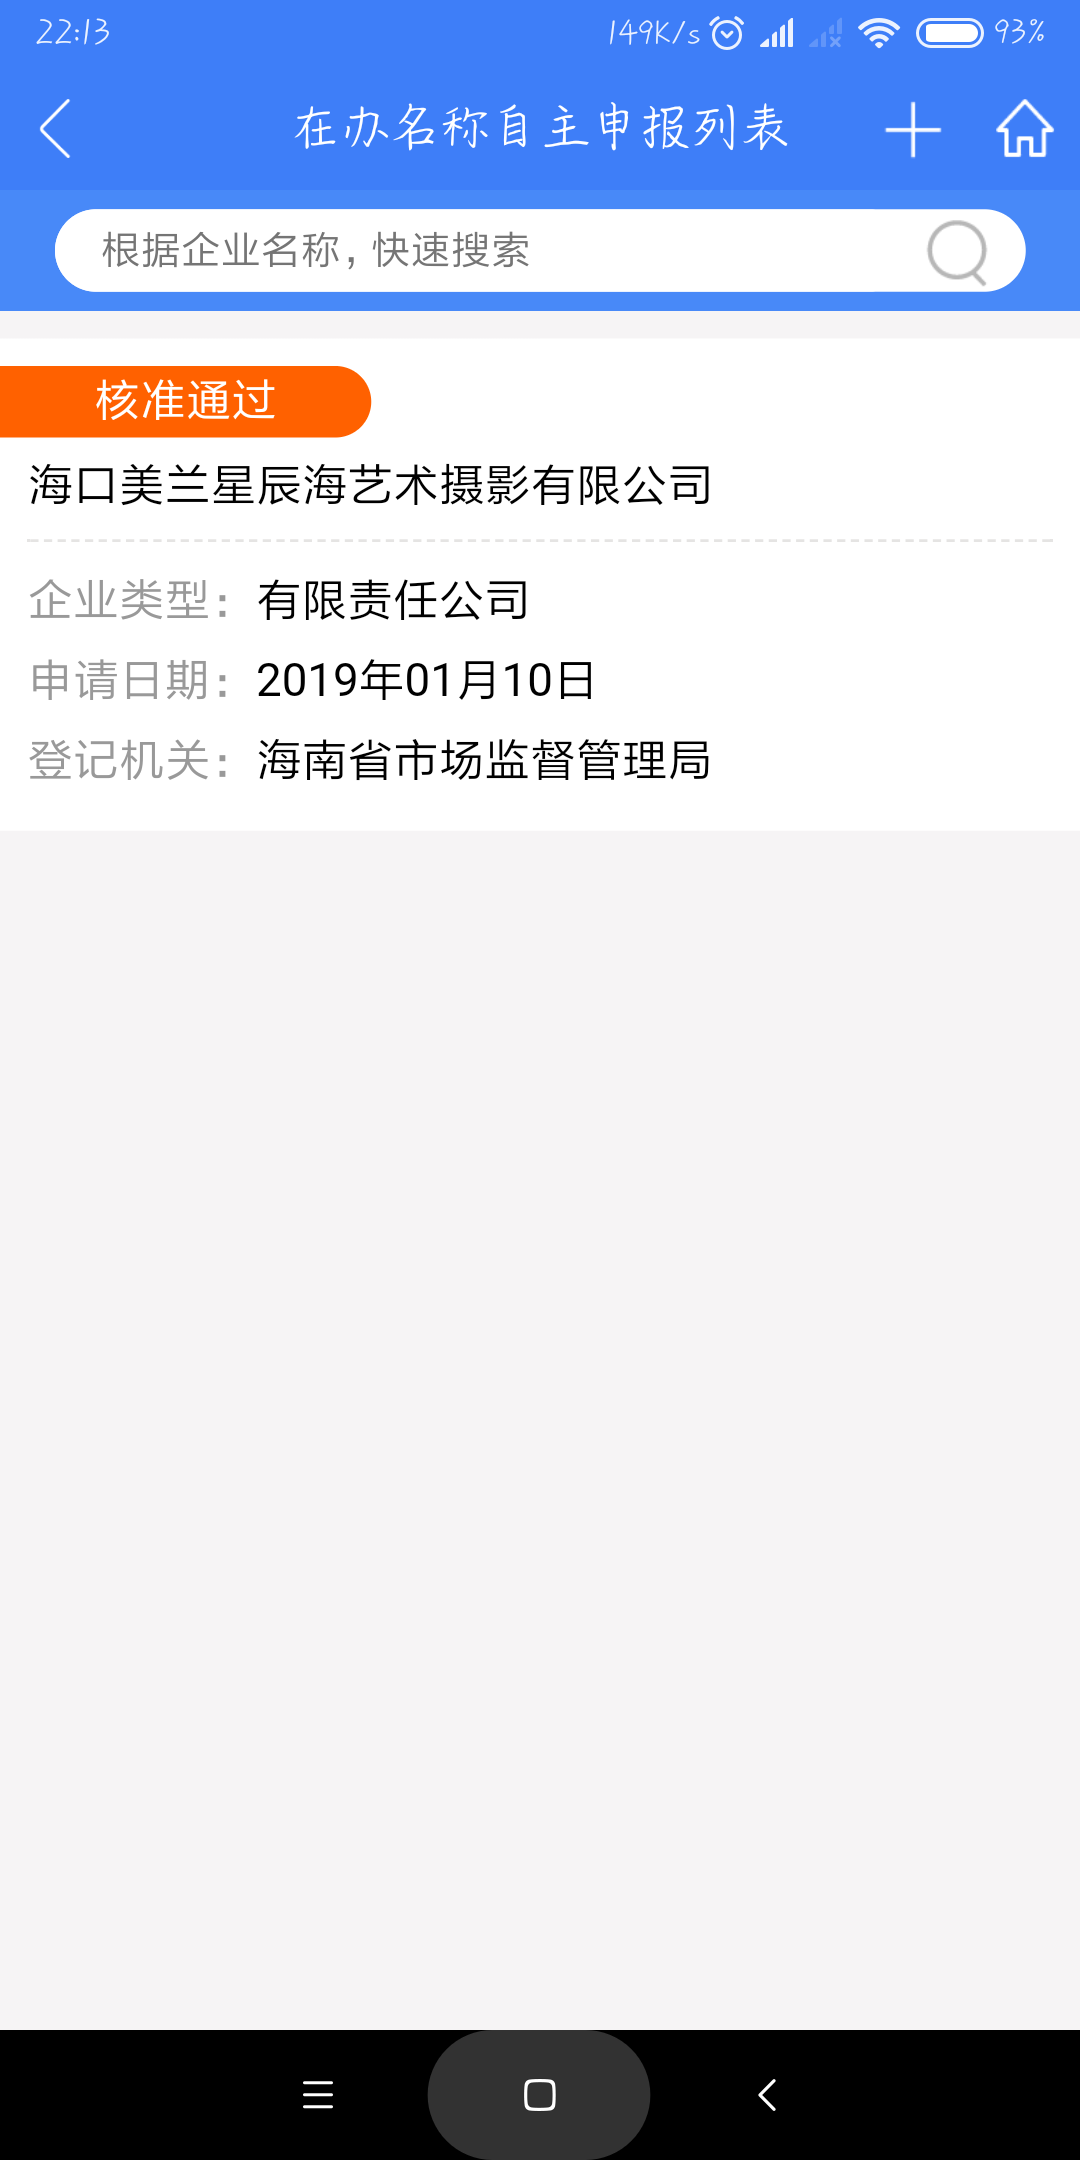 22:13 149K/s 93%
在办名称自主申报列表
根据企业名称，快速搜索
核准通过
海口美兰星辰海艺术摄影有限公司
企业类型：有限责任公司
申请日期：2019年01月10日
登记机关：海南省市场监督管理局